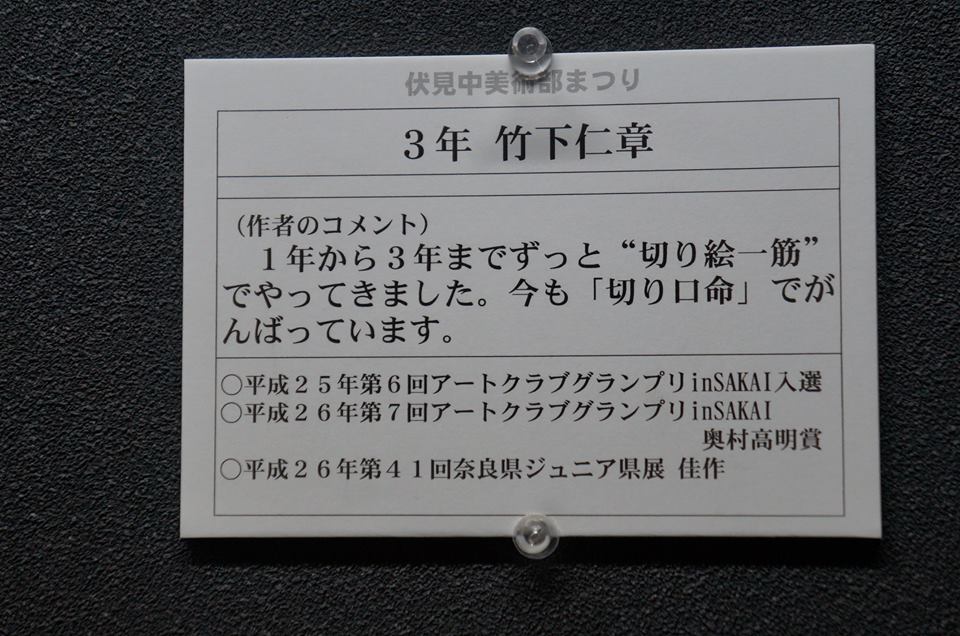 伏見中美術部まつり
３年 竹下仁章
（作者のコメント）
１年から３年までずっと“切り絵一筋”
でやってきました。今も「切り口命」でが
んばっています。
○平成２５年第６回アートクラブグランプリinSAKAI入選
○平成２６年第７回アートクラブグランプリinSAKAI
奥村高明賞
○平成２６年第４１回奈良県ジュニア県展 佳作